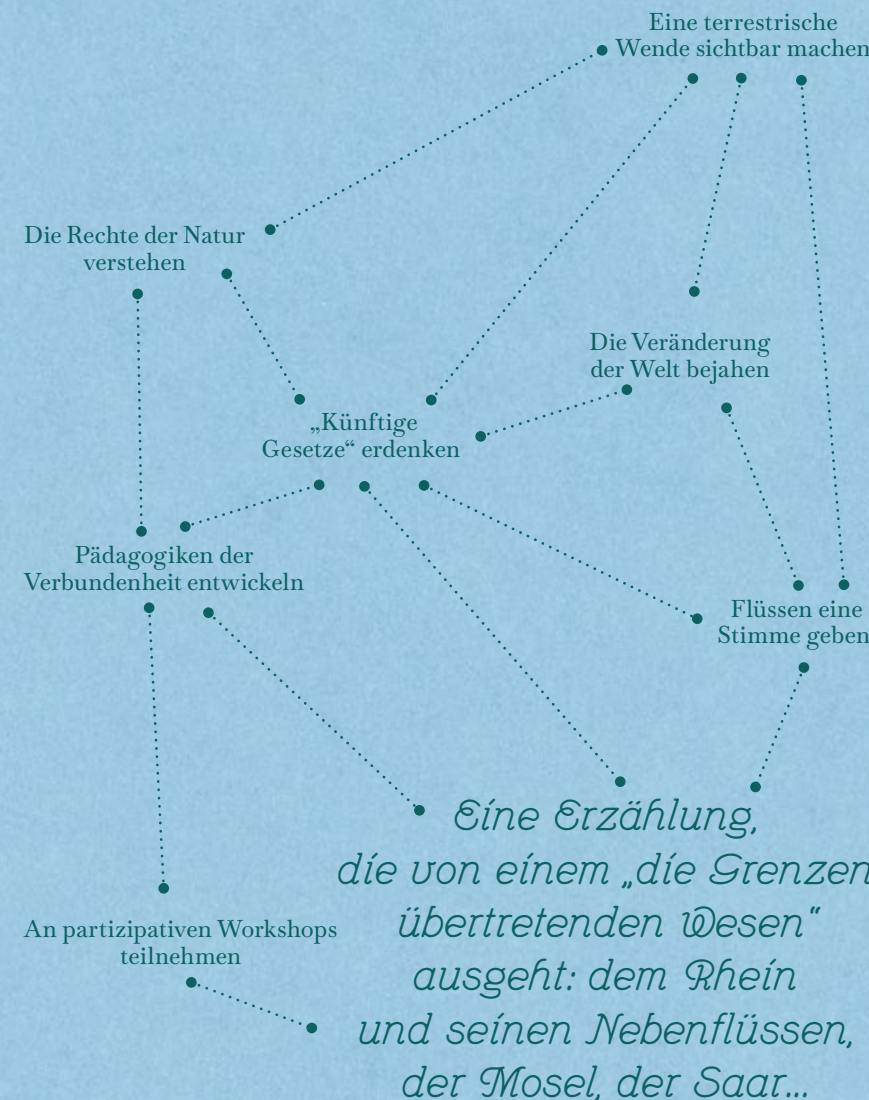 Eine terrestrische
Wende sichtbar machen
Die Rechte der Natur
verstehen
Die Veränderung
der Welt bejahen
„Künftige
Gesetze“ erdenken
Pädagogiken der
Verbundenheit entwickeln
Flüssen eine
Stimme geben
Eine Erzählung,
die von einem „die Grenzen
übertretenden Wesen“
ausgeht: dem Rhein
und seinen Nebenflüssen,
der Mosel, der Saar...
An partizipativen Workshops
teilnehmen